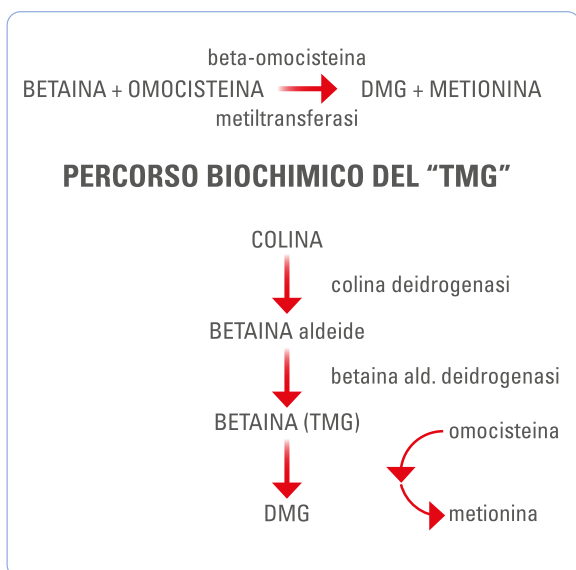 beta-omocisteina
BETAINA + OMOCISTEINA DMG + METIONINA
metiltransferasi
PERCORSO BIOCHIMICO DEL “TMG”
COLINA
colina deidrogenasi
BETAINA aldeide
betaina ald. deidrogenasi
BETAINA (TMG)
omocisteina
DMG
metionina